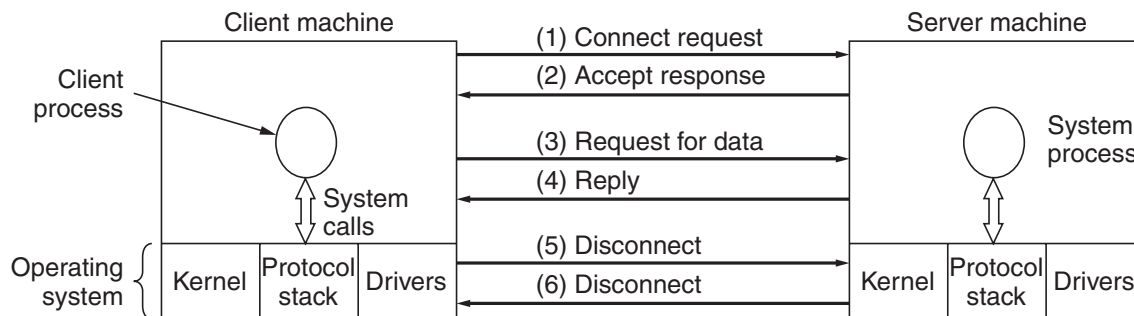 Client machine
Server machine
(1) Connect request
(2) Accept response
Client
process
(3) Request for data
(4) Reply
System
process
System
calls
(5) Disconnect
(6) Disconnect
Operating
system
Kernel
Protocol
stack
Drivers
Kernel
Protocol
stack
Drivers